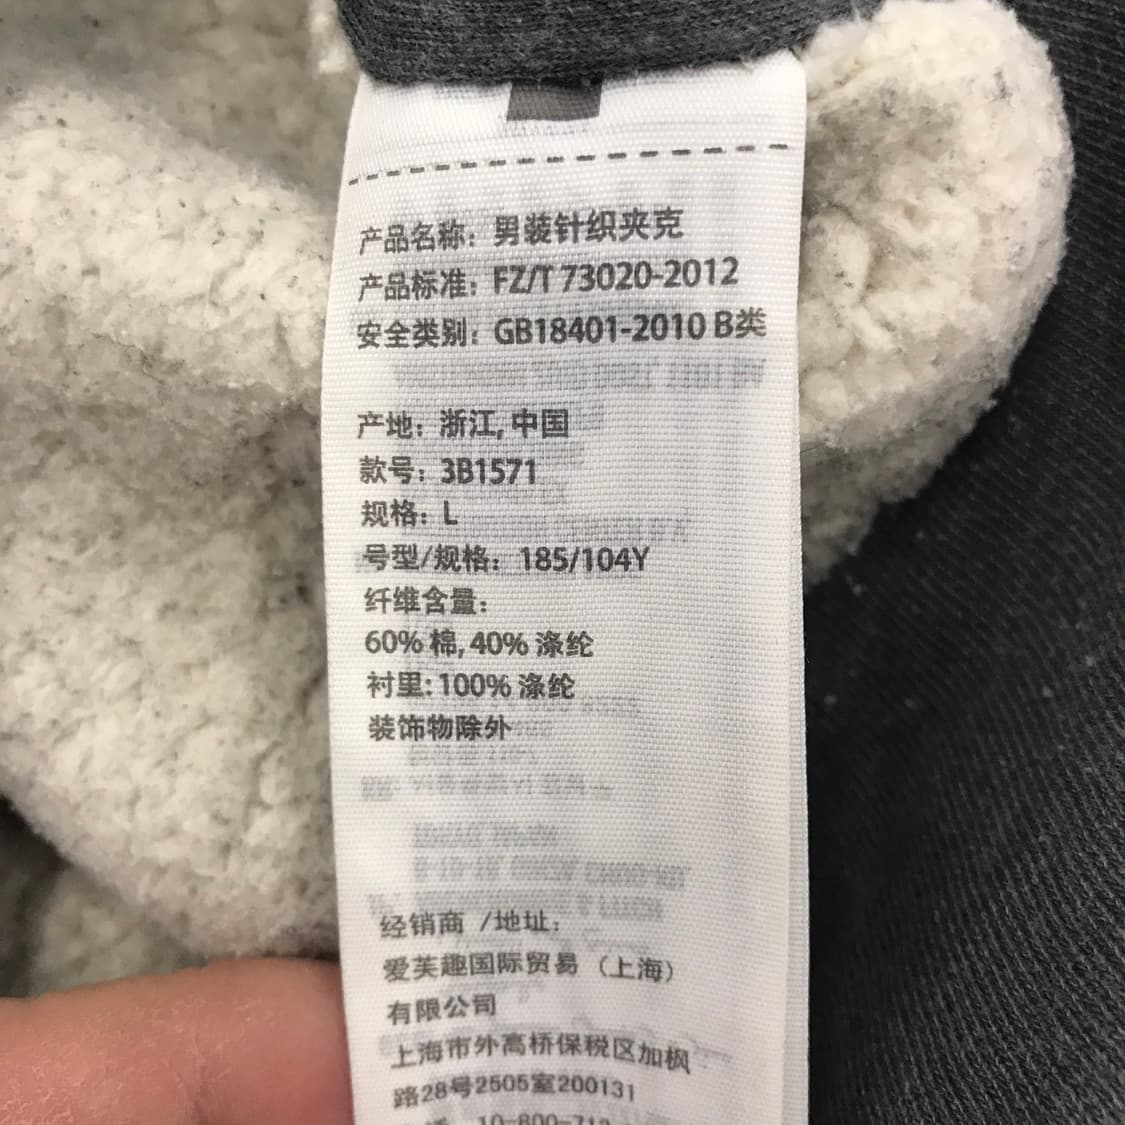 产品名称：男装针织夹克
产品标准：FZ/T 73020-2012
安全类别：GB18401-2010 B类
产地：浙江, 中国
款号：3B1571
规格：L
号型/规格：185/104Y
纤维含量：
60% 棉, 40% 涤纶
衬里: 100% 涤纶
装饰物除外
经销商 /地址：
爱芙趣国际贸易（上海）
有限公司
上海市外高桥保税区加枫
路28号2505室200131
10-800-712